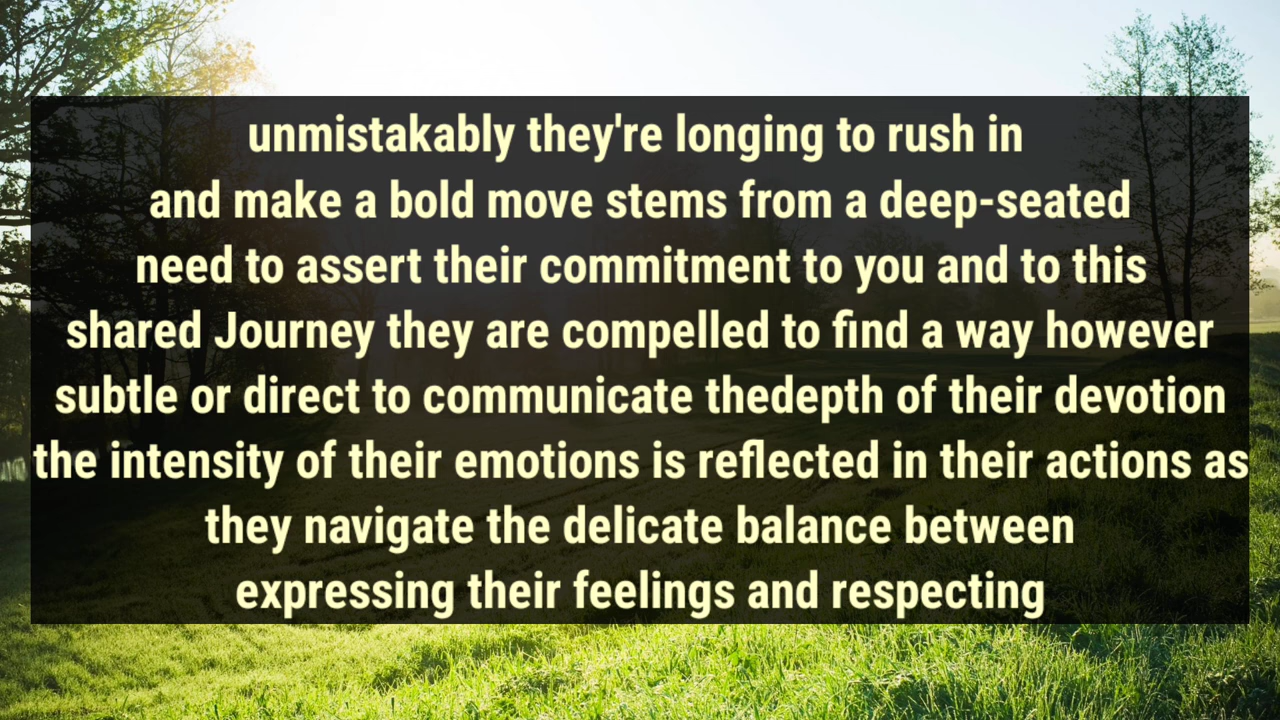 unmistakably they're longing to rush in
and make a bold move stems from a deep-seated
need to assert their commitment to you and to this
shared Journey they are compelled to find a way however
subtle or direct to communicate thedepth of their devotion
the intensity of their emotions is reflected in their actions as
they navigate the delicate balance between
expressing their feelings and respecting